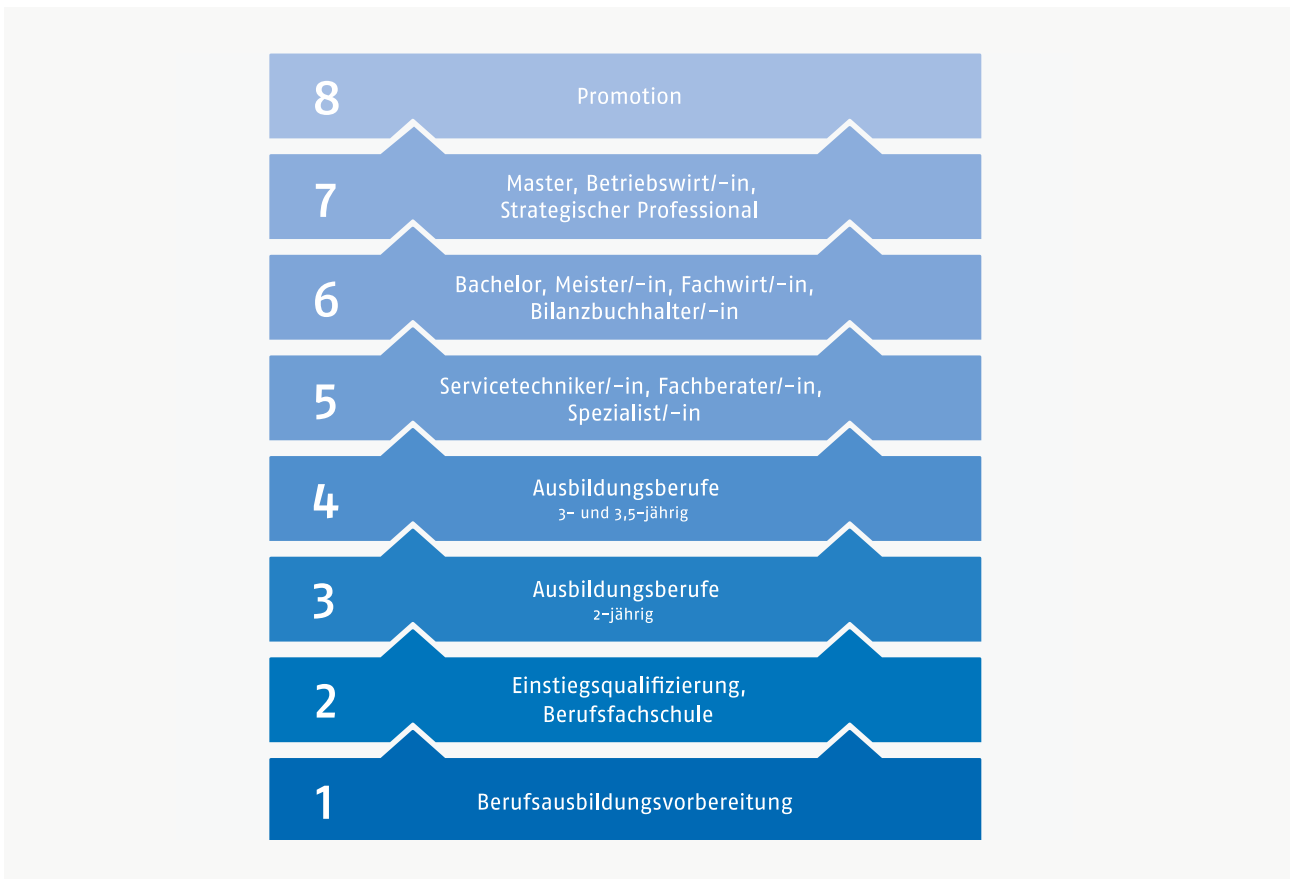 8
Promotion
7
Master, Betriebswirt/-in,
Strategischer Professional
6
Bachelor, Meister/-in, Fachwirt/-in,
Bilanzbuchhalter/-in
5
Servicetechniker/-in, Fachberater/-in,
Spezialist/-in
4
Ausbildungsberufe
3- und 3,5-jährig
3
Ausbildungsberufe
2-jährig
2
Einstiegsqualifizierung,
Berufsfachschule
1
Berufsausbildungsvorbereitung